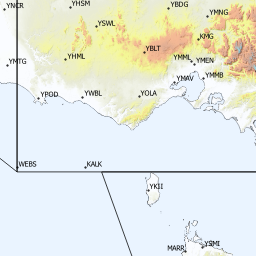 YNCR
YHSM
YBDG
YMNG
YSWL
KMG
YBLT
YHML
YMML
YMEN
YMTG
YMAV
YMMB
YPOD
YWBL
YOLA
WEBS
KALK
YKII
MARR
YSMI